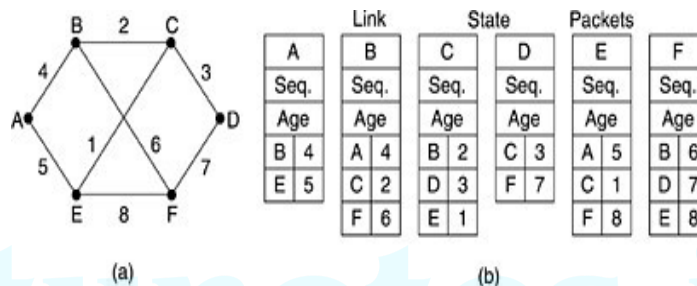 Link State Packets
B 2 C
4 3
A D
1 6
5 7
E 8 F
A B C D E F
Seq. Seq. Seq. Seq. Seq. Seq.
Age Age Age Age Age Age
B 4 A 4 B 2 C 3 A 5 B 6
E 5 C 2 D 3 F 7 C 1 D 7
F 6 E 1 F 8 E 8
(a) (b)